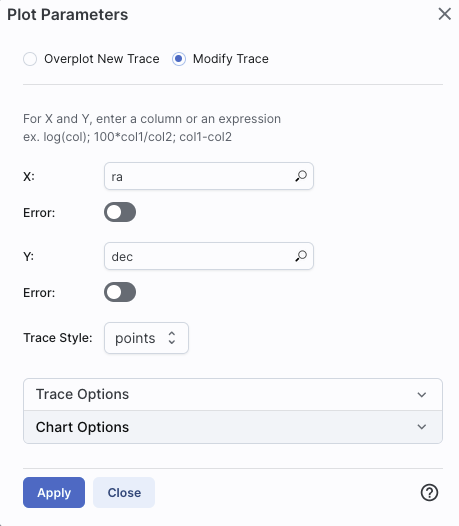 Plot Parameters
Overplot New Trace
Modify Trace
For X and Y, enter a column or an expression
ex. log(col); 100*col1/col2; col1-col2
X:
ra
Error:
Y:
dec
Error:
Trace Style:
points
Trace Options
Chart Options
Apply
Close